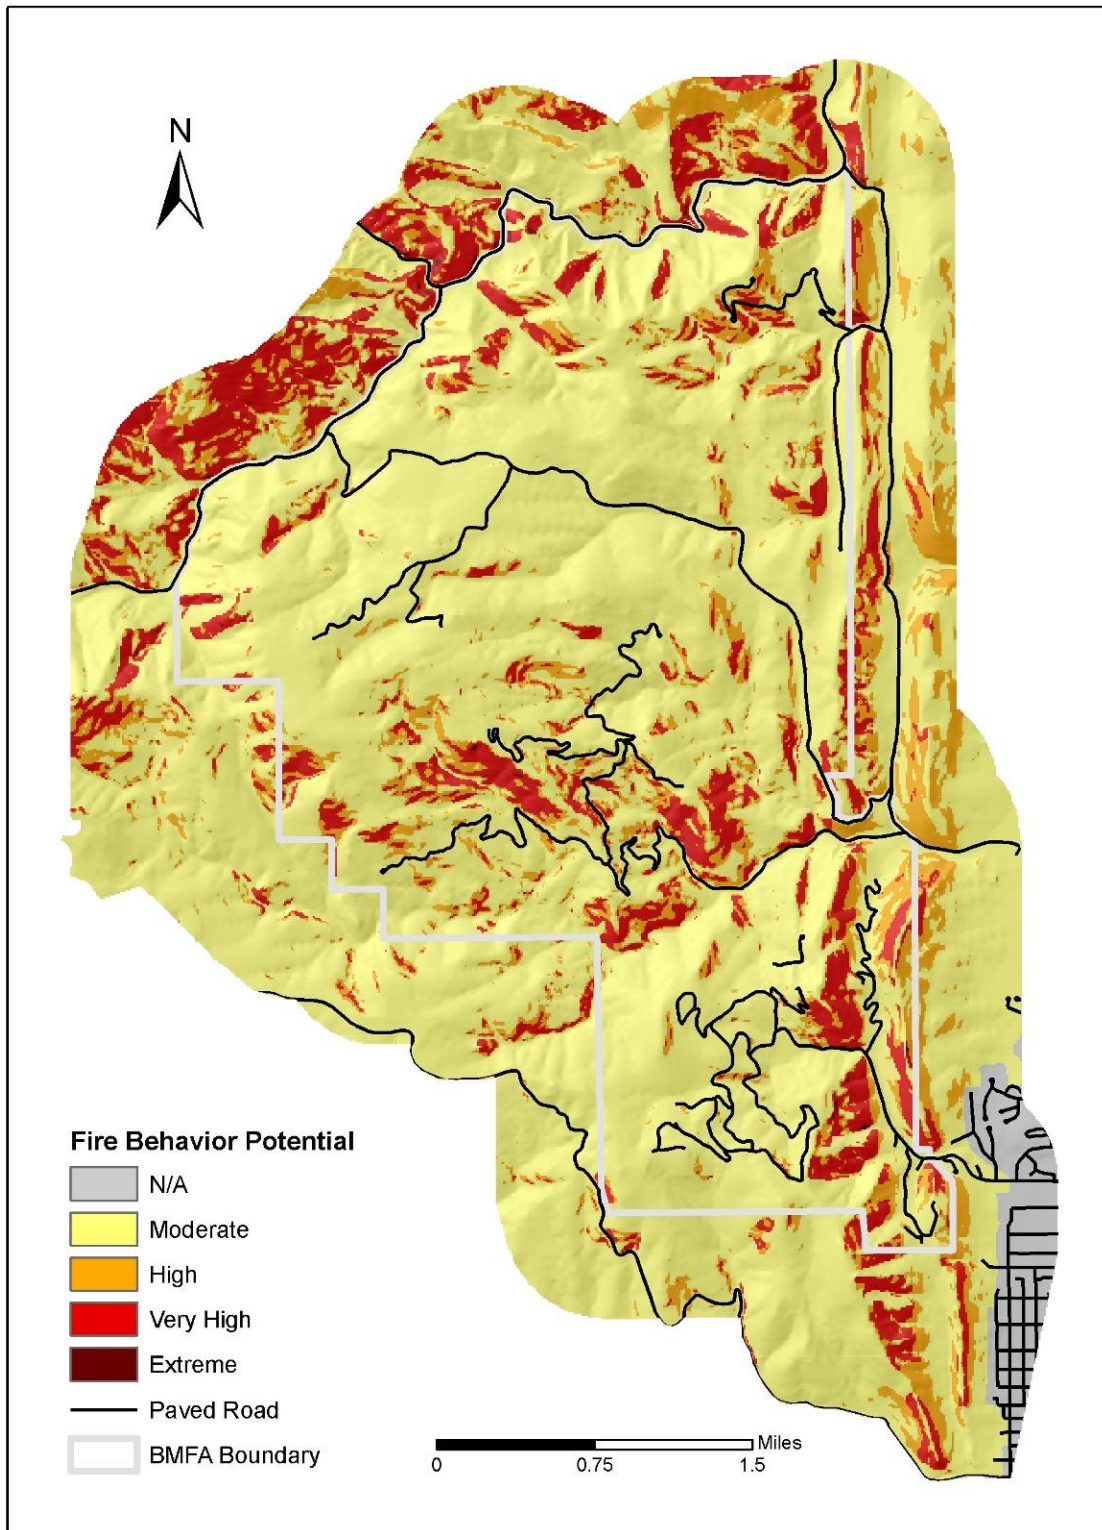 N
Fire Behavior Potential
N/A
Moderate
High
Very High
Extreme
Paved Road
BMFA Boundary
Miles
0 0.75 1.5